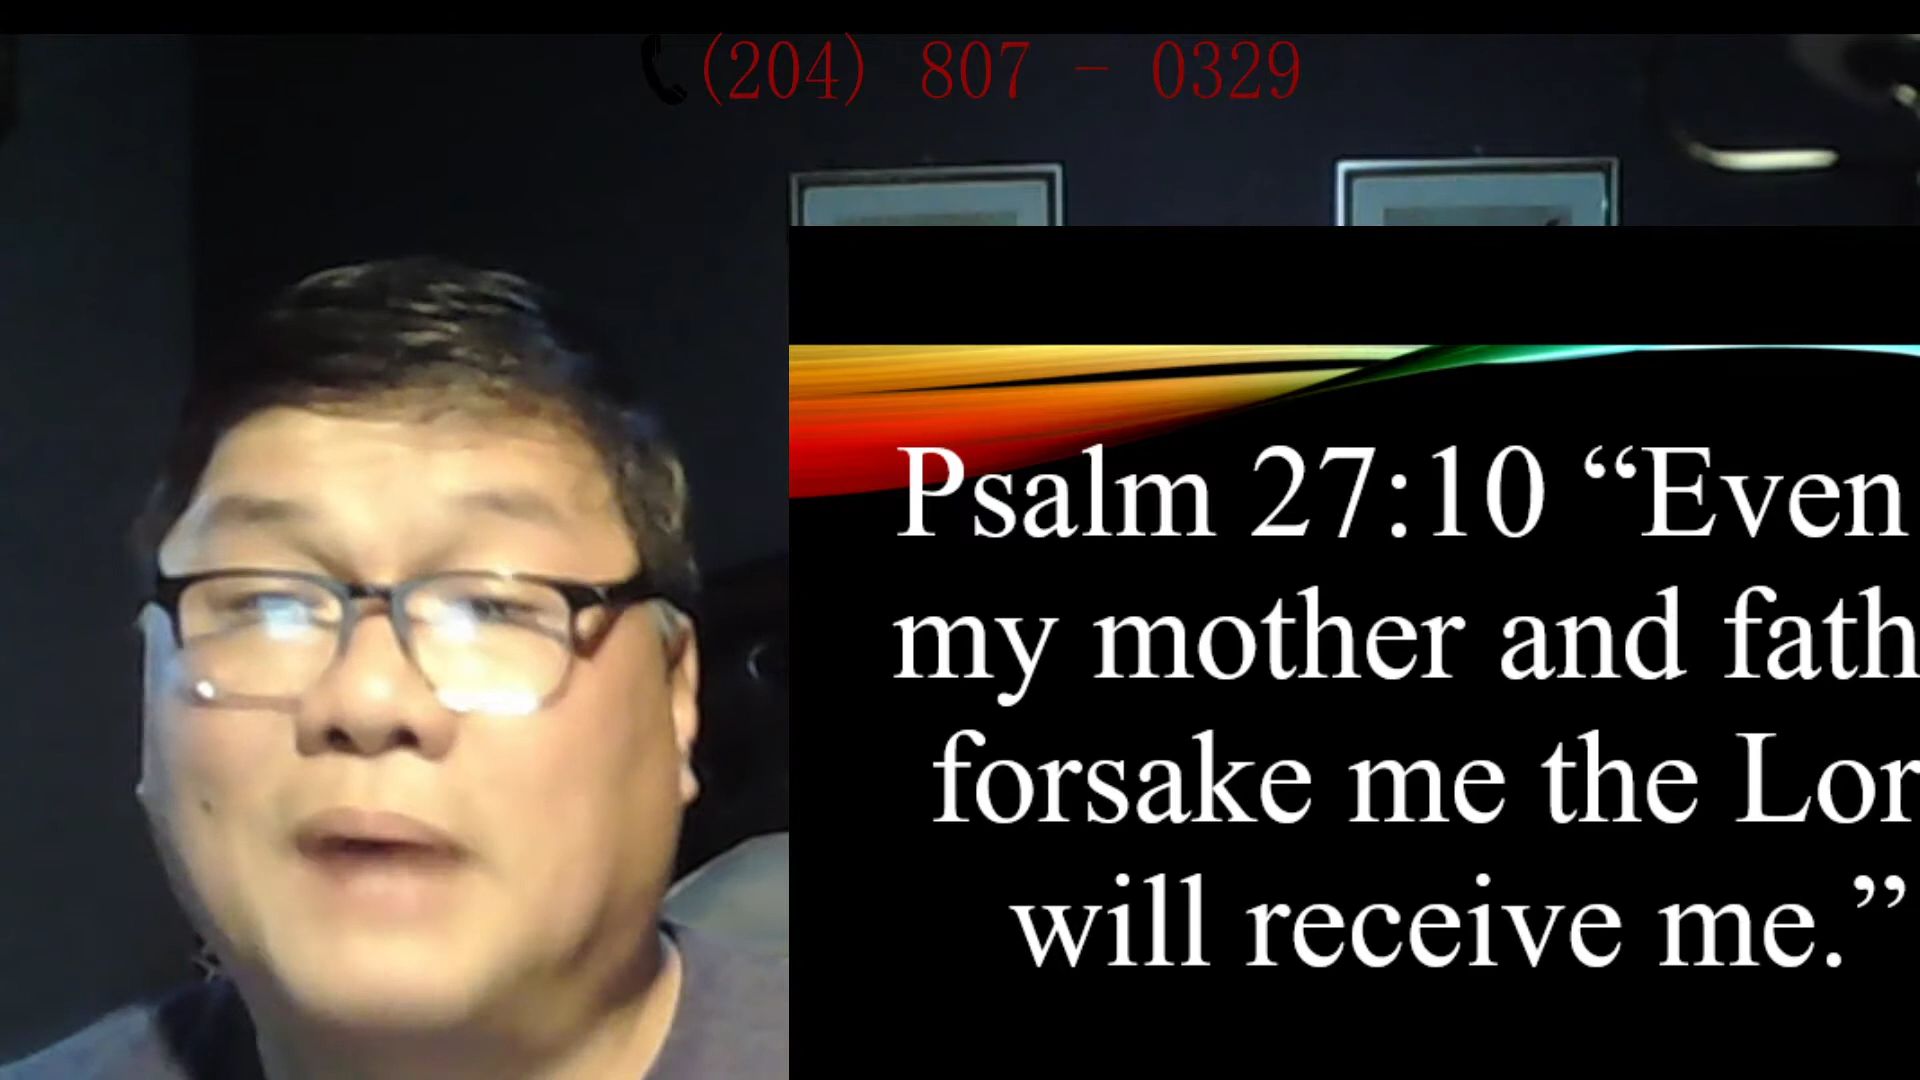 (204) 807 - 0329
Psalm 27:10 “Even
my mother and fath
forsake me the Lor
will receive me.”